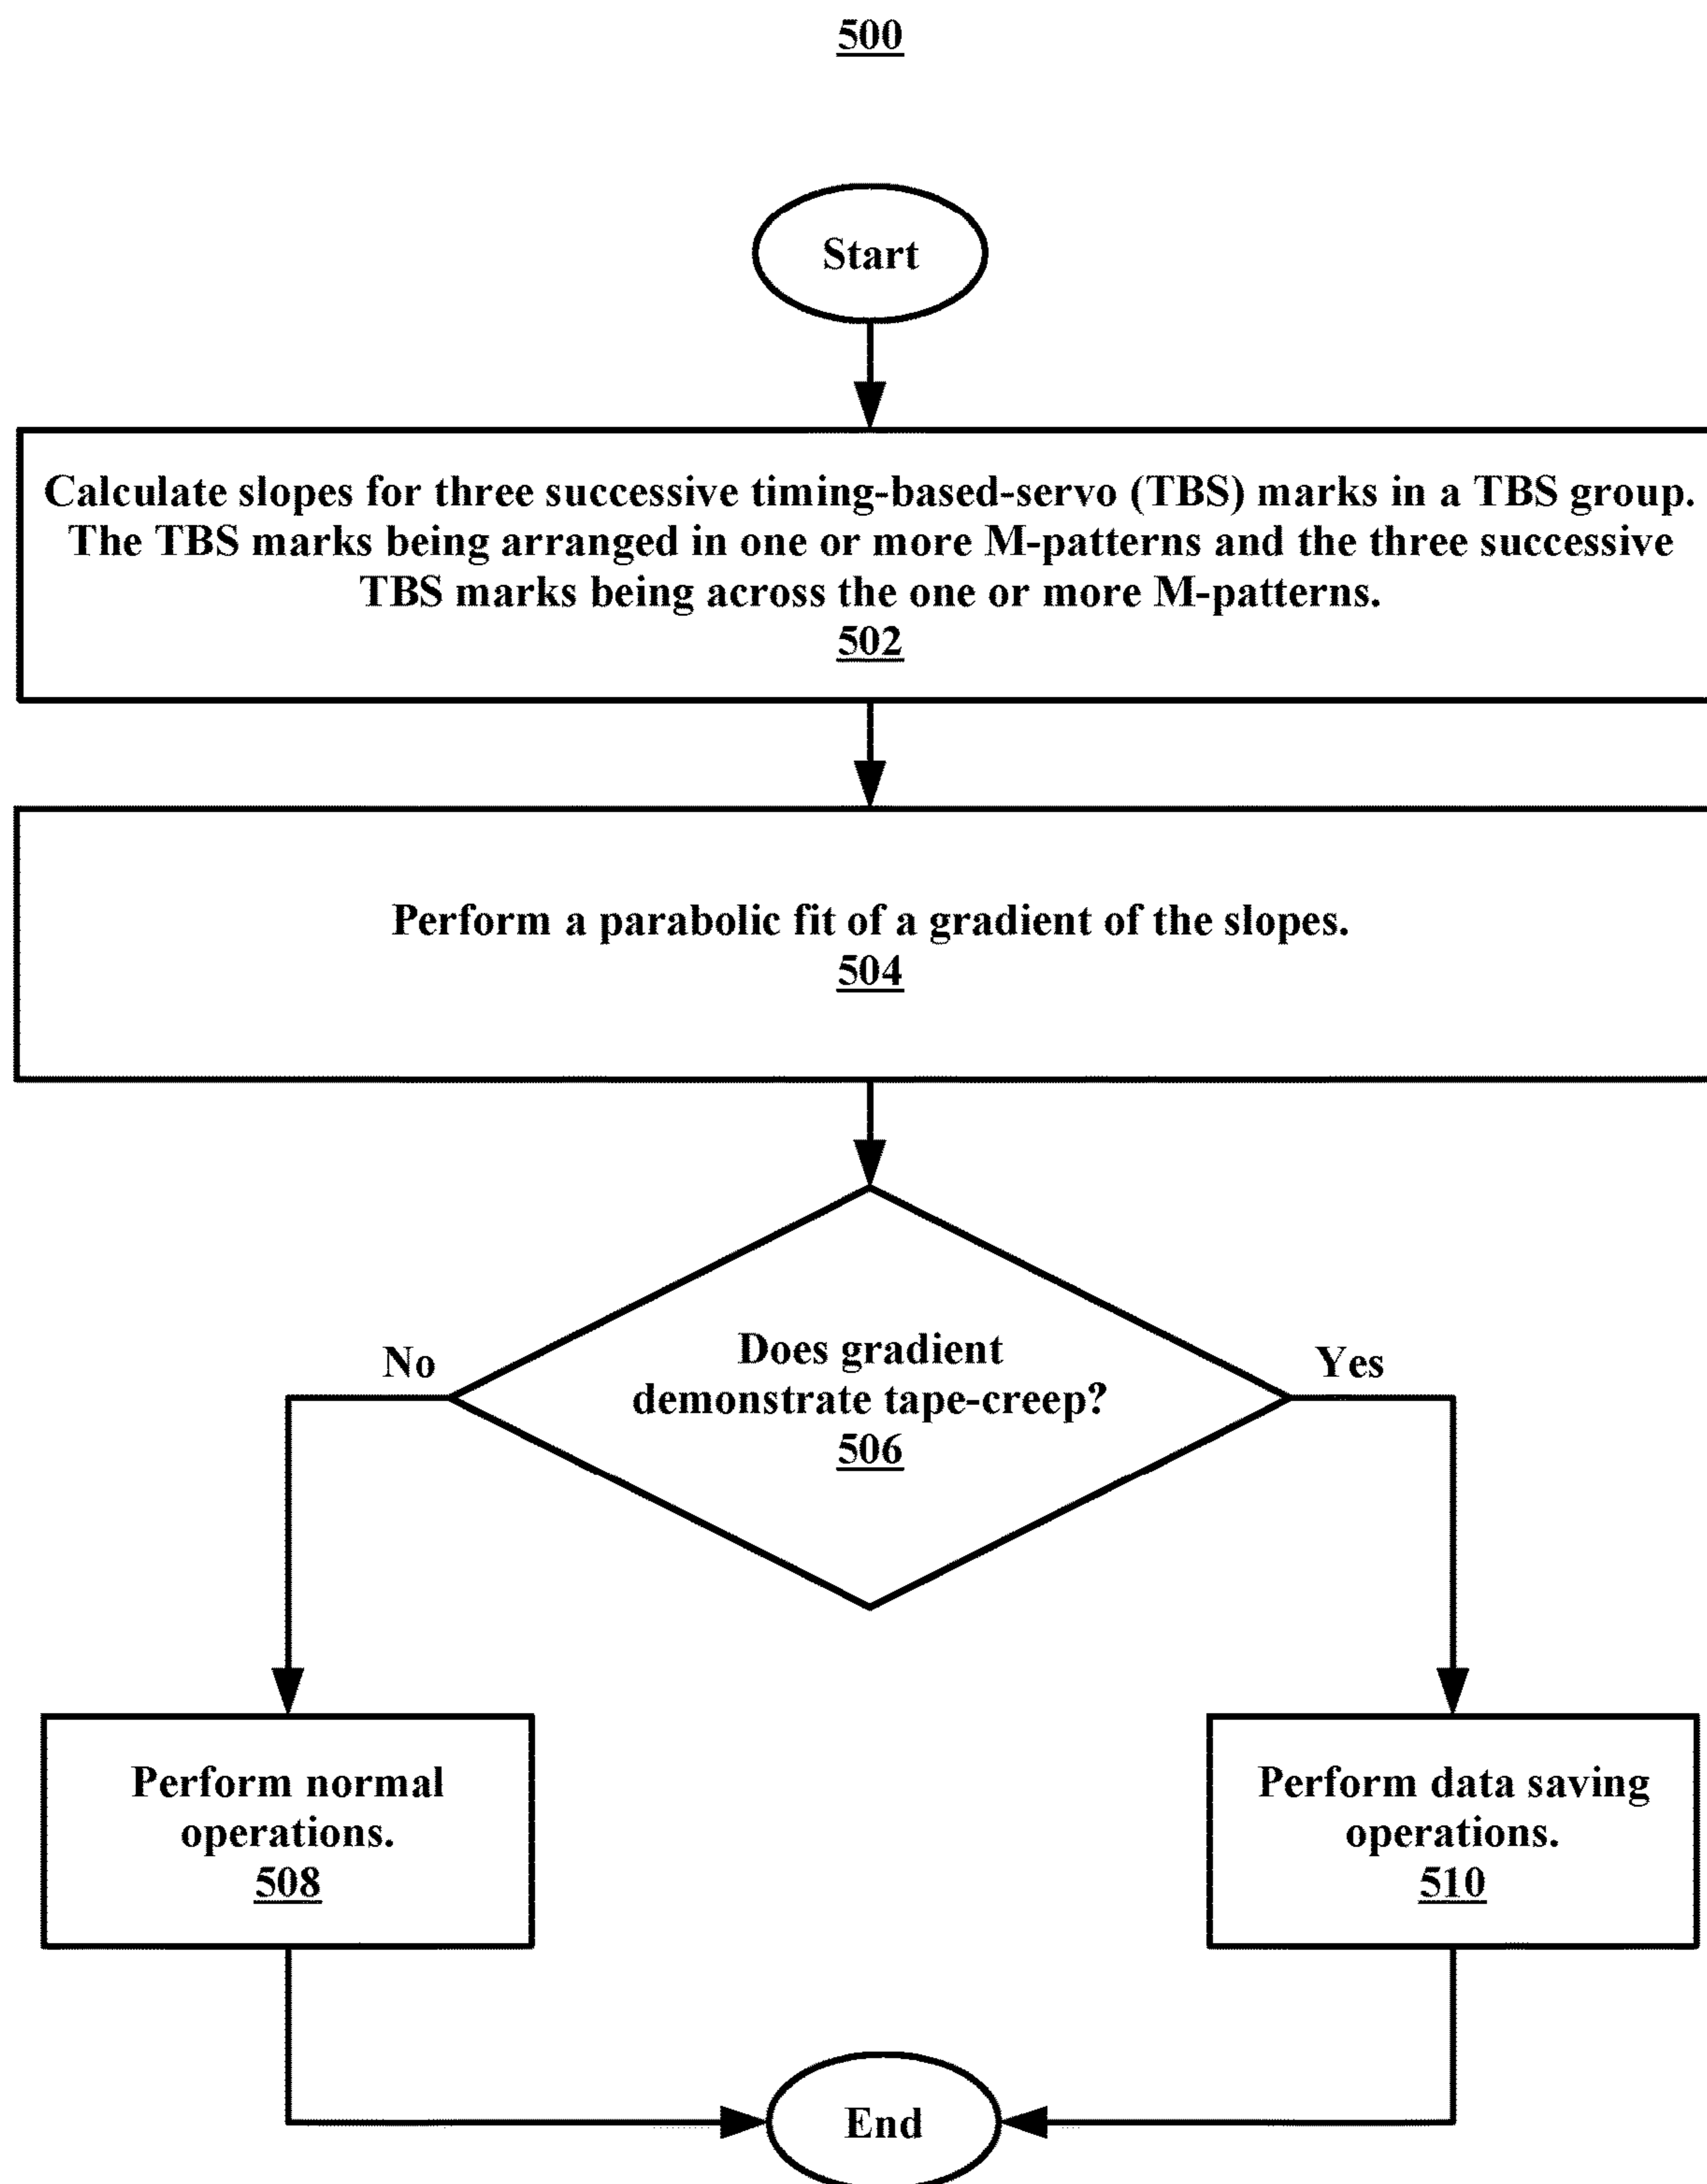 500
Start
Calculate slopes for three successive timing-based-servo (TBS) marks in a TBS group.
The TBS marks being arranged in one or more M-patterns and the three successive
TBS marks being across the one or more M-patterns.
502
Perform a parabolic fit of a gradient of the slopes.
504
No
Yes
Does gradient
demonstrate tape-creep?
506
Perform normal
operations.
508
Perform data saving
operations.
510
End